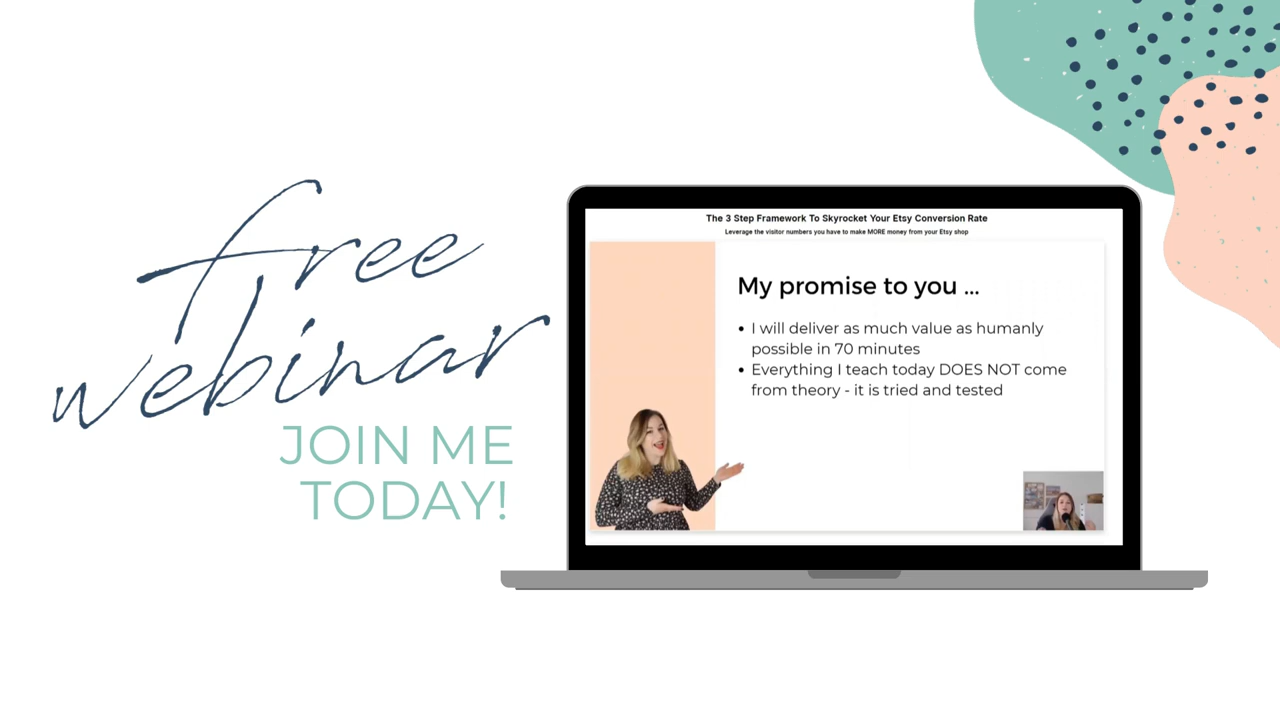 free
webinar
JOIN ME
TODAY!
The 3 Step Framework To Skyrocket Your Etsy Conversion Rate
Leverage the visitor numbers you have to make MORE money from your Etsy shop
My promise to you ...
• I will deliver as much value as humanly
possible in 70 minutes
• Everything I teach today DOES NOT come
from theory - it is tried and tested